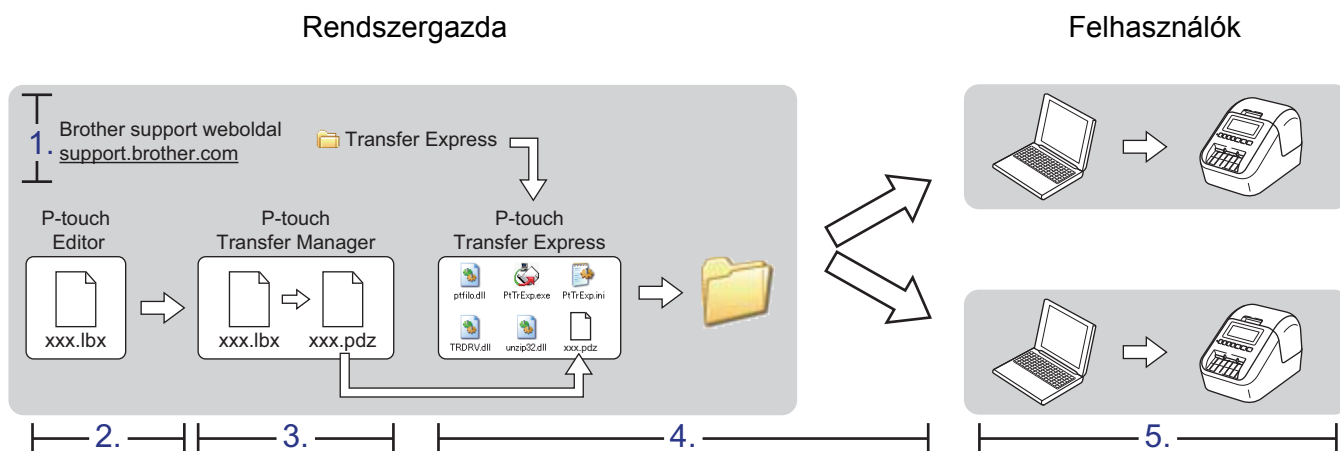 Rendszergazda
Felhasználók
1.
Brother support weboldal
support.brother.com
Transfer Express
P-touch
Editor
xxx.lbx
P-touch
Transfer Manager
xxx.lbx
xxx.pdz
P-touch
Transfer Express
ptfilo.dll
PtTrExp.exe
PtTrExp.ini
TRDRV.dll
unzip32.dll
xxx.pdz
2.
3.
4.
5.